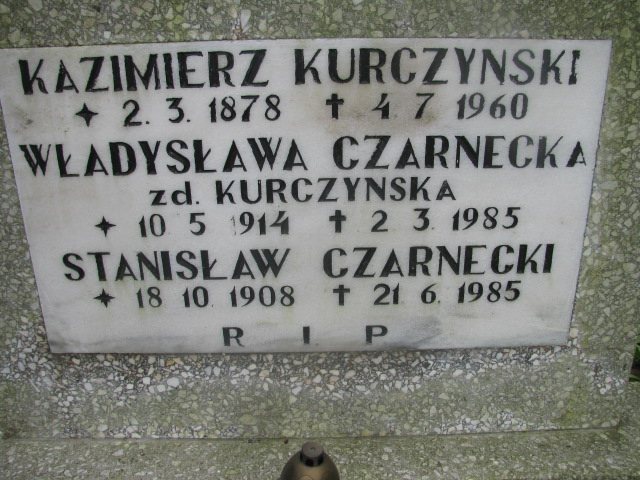 KAZIMIERZ KURCZYNSKI
✦ 2. 3. 1878 ✝ 4. 7 1960
WŁADYSŁAWA CZARNECKA
zd. KURCZYNSKA
✦ 10. 5 1914 ✝ 2 3. 1985
STANISŁAW CZARNECKI
✦ 18 10. 1908 ✝ 21. 6. 1985
R I P